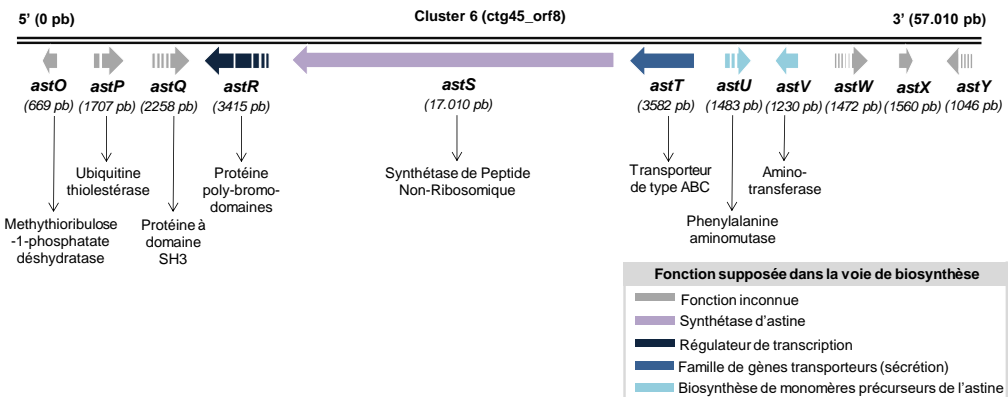 5' (0 pb) Cluster 6 (ctg45_orf8) 3' (57.010 pb)
astO astP astQ astR astS astT astU astV astW astX astY
(669 pb) (1707 pb) (2258 pb) (3415 pb) (17.010 pb) (3582 pb) (1483 pb) (1230 pb) (1472 pb) (1560 pb) (1046 pb)
Ubiquitine
thiolestérase
Protéine
poly-bromo-
domaines
Synthétase de Peptide
Non-Ribosomique
Transporteur
de type ABC
Amino-
transferase
Methythioribulose
-1-phosphatate
déshydratase
Protéine à
domaine
SH3
Phenylalanine
aminomutase
Fonction supposée dans la voie de biosynthèse
Fonction inconnue
Synthétase d'astine
Régulateur de transcription
Famille de gènes transporteurs (sécrétion)
Biosynthèse de monomères précurseurs de l'astine